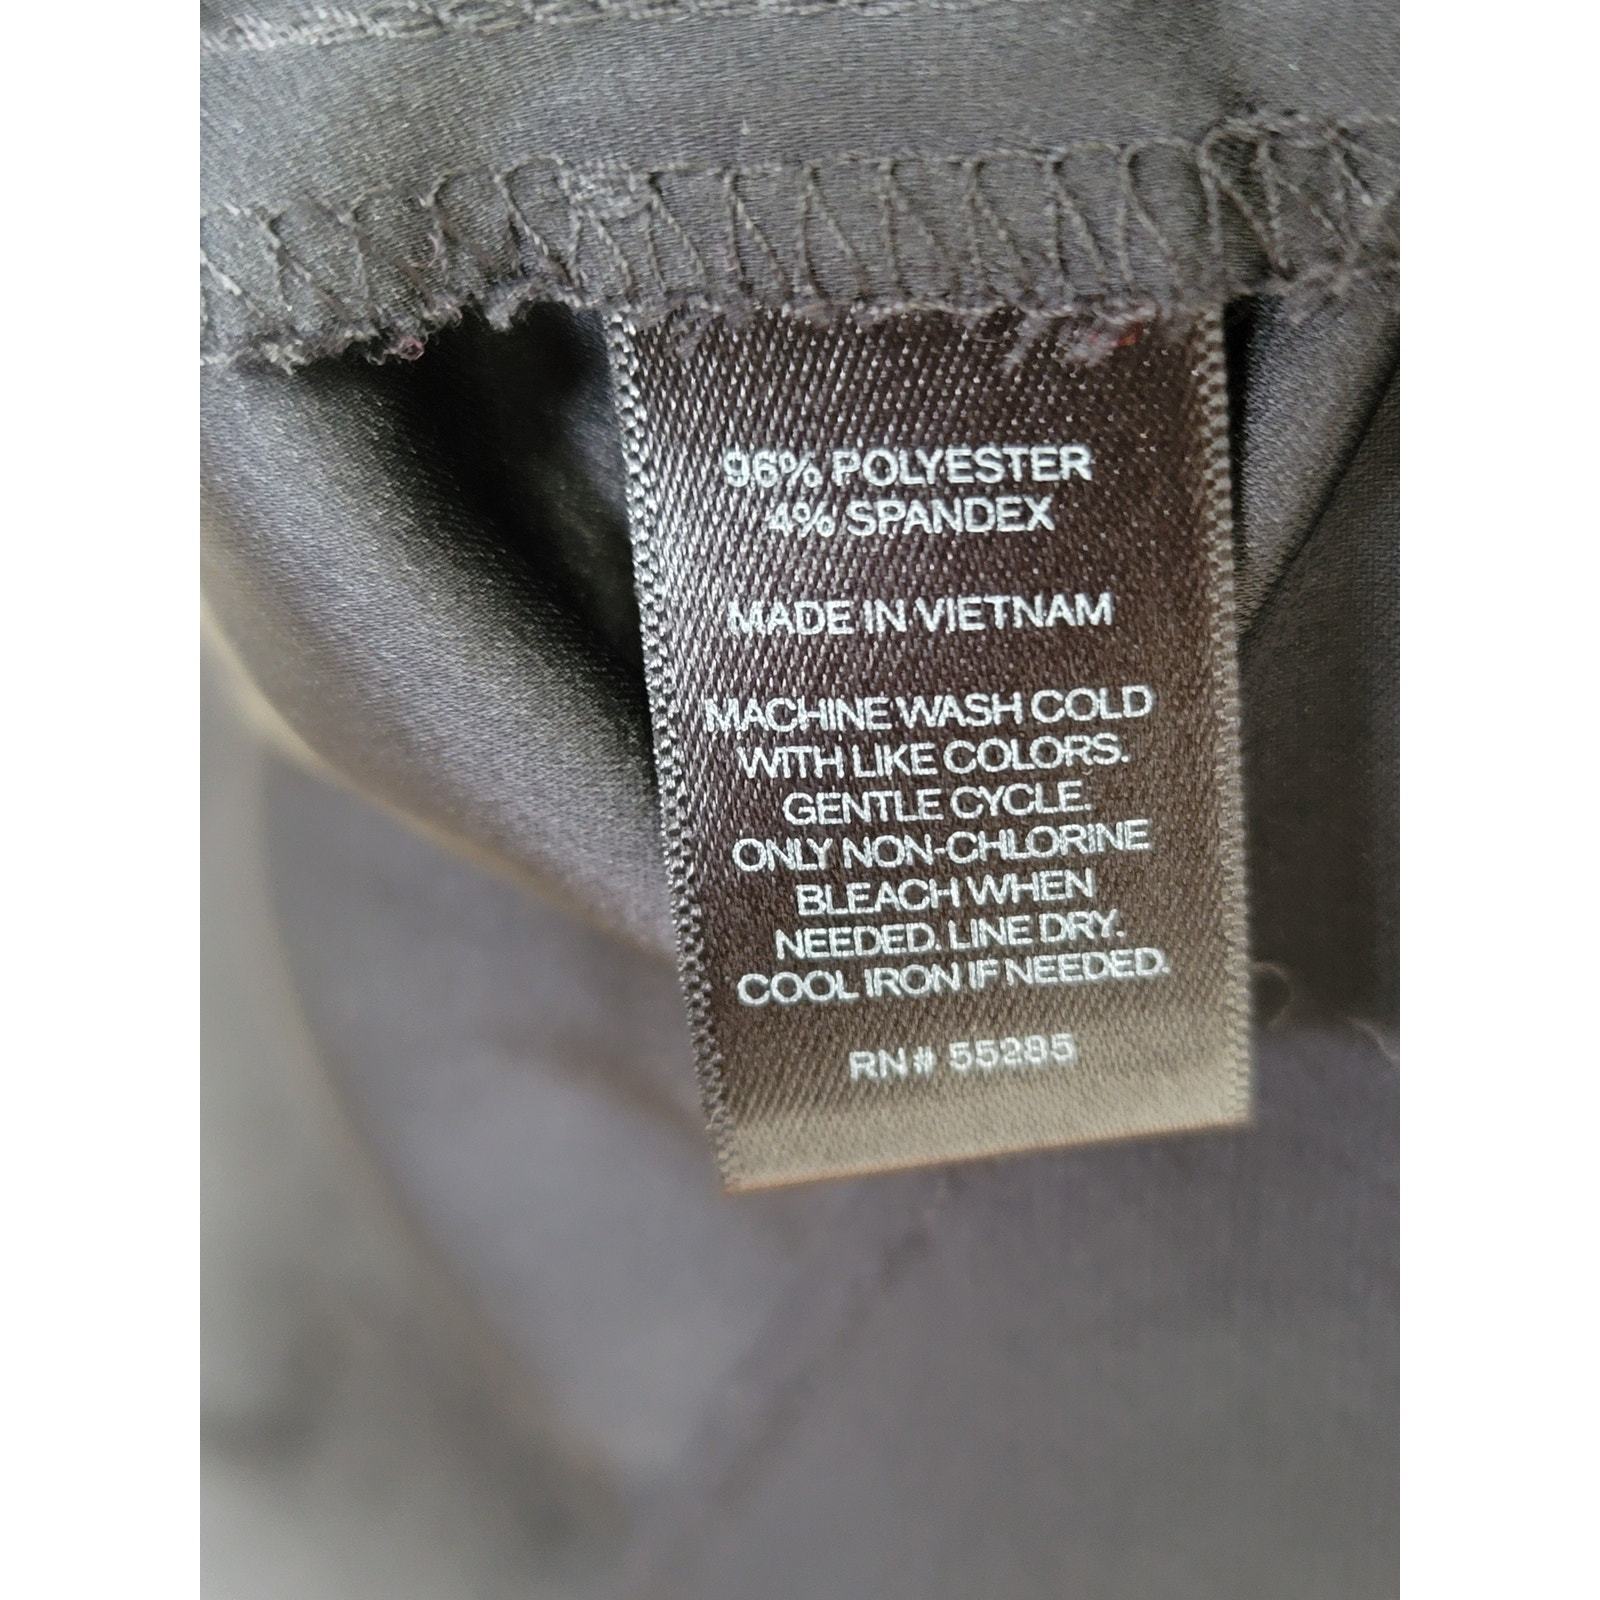 96% POLYESTER
4% SPANDEX
MADE IN VIETNAM
MACHINE WASH COLD
WITH LIKE COLORS.
GENTLE CYCLE.
ONLY NON-CHLORINE
BLEACH WHEN
NEEDED. LINE DRY.
COOL IRON IF NEEDED.
RN# 55285